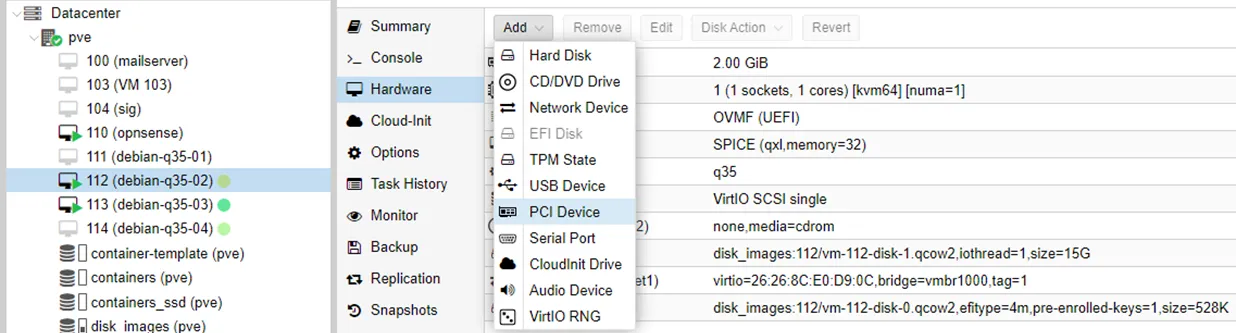 Datacenter
pve
100 (mailserver)
103 (VM 103)
104 (sig)
110 (opnsense)
111 (debian-q35-01)
112 (debian-q35-02)
113 (debian-q35-03)
114 (debian-q35-04)
container-template (pve)
containers (pve)
containers_ssd (pve)
disk_images (pve)
Summary
Console
Hardware
Cloud-Init
Options
Task History
Monitor
Backup
Replication
Snapshots
Add Remove Edit Disk Action Revert
Hard Disk
CD/DVD Drive
Network Device
EFI Disk
TPM State
USB Device
PCI Device
Serial Port
CloudInit Drive
Audio Device
VirtIO RNG
2.00 GiB
1 (1 sockets, 1 cores) [kvm64] [numa=1]
OVMF (UEFI)
SPICE (qxl,memory=32)
q35
VirtIO SCSI single
2) none,media=cdrom
disk_images:112/vm-112-disk-1.qcow2,iothread=1,size=15G
et1) virtio=26:26:8C:E0:D9:0C,bridge=vmbr1000,tag=1
disk_images:112/vm-112-disk-0.qcow2,efitype=4m,pre-enrolled-keys=1,size=528K